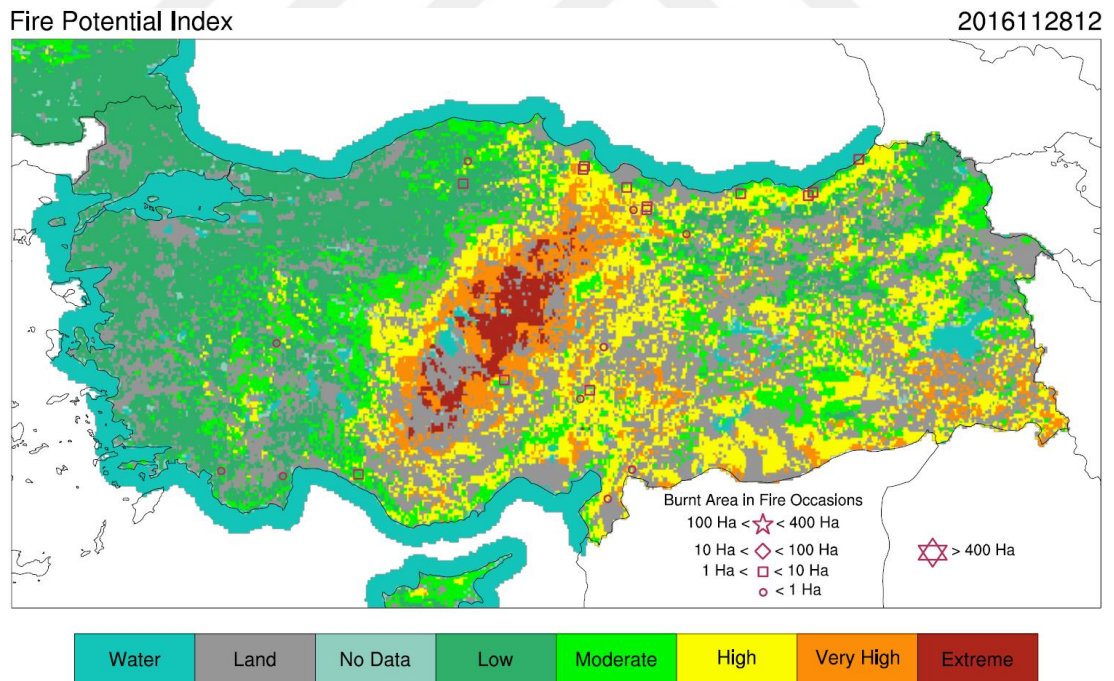 Fire Potential Index 2016112812
Burnt Area in Fire Occasions
100 Ha < < 400 Ha
10 Ha < < 100 Ha
1 Ha < < 10 Ha
< 1 Ha
> 400 Ha
Water Land No Data Low Moderate High Very High Extreme